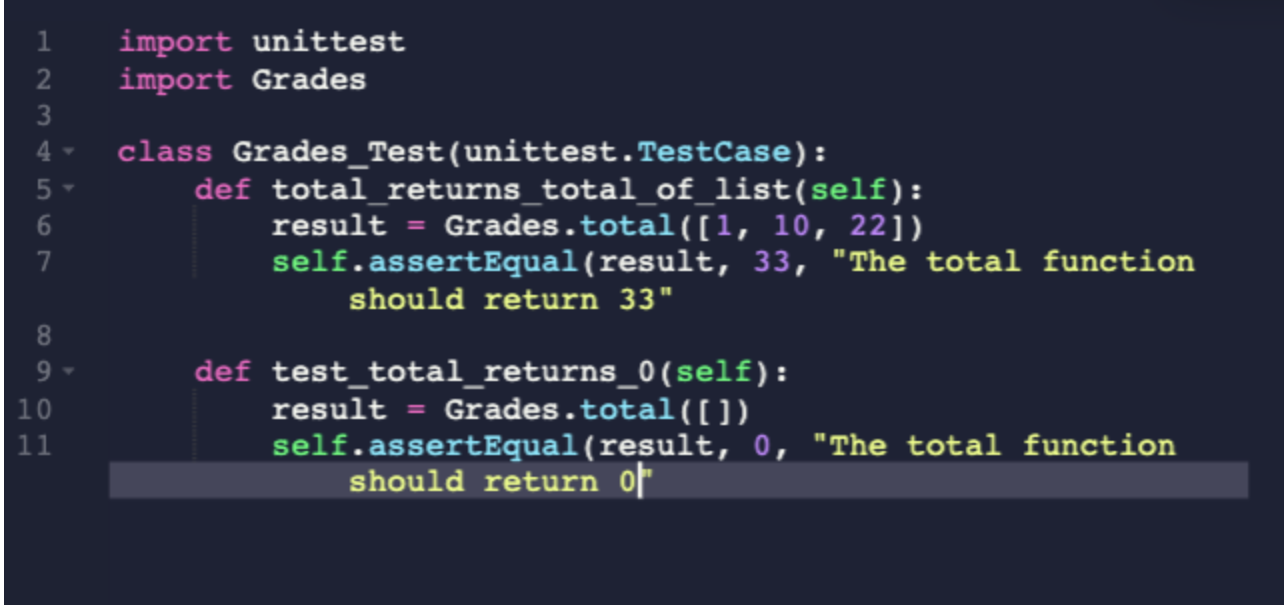 1 import unittest
2 import Grades
3
4 class Grades_Test(unittest.TestCase):
5 def total_returns_total_of_list(self):
6 result = Grades.total([1, 10, 22])
7 self.assertEqual(result, 33, "The total function
should return 33"
8
9 def test_total_returns_0(self):
10 result = Grades.total([])
11 self.assertEqual(result, 0, "The total function
should return 0"